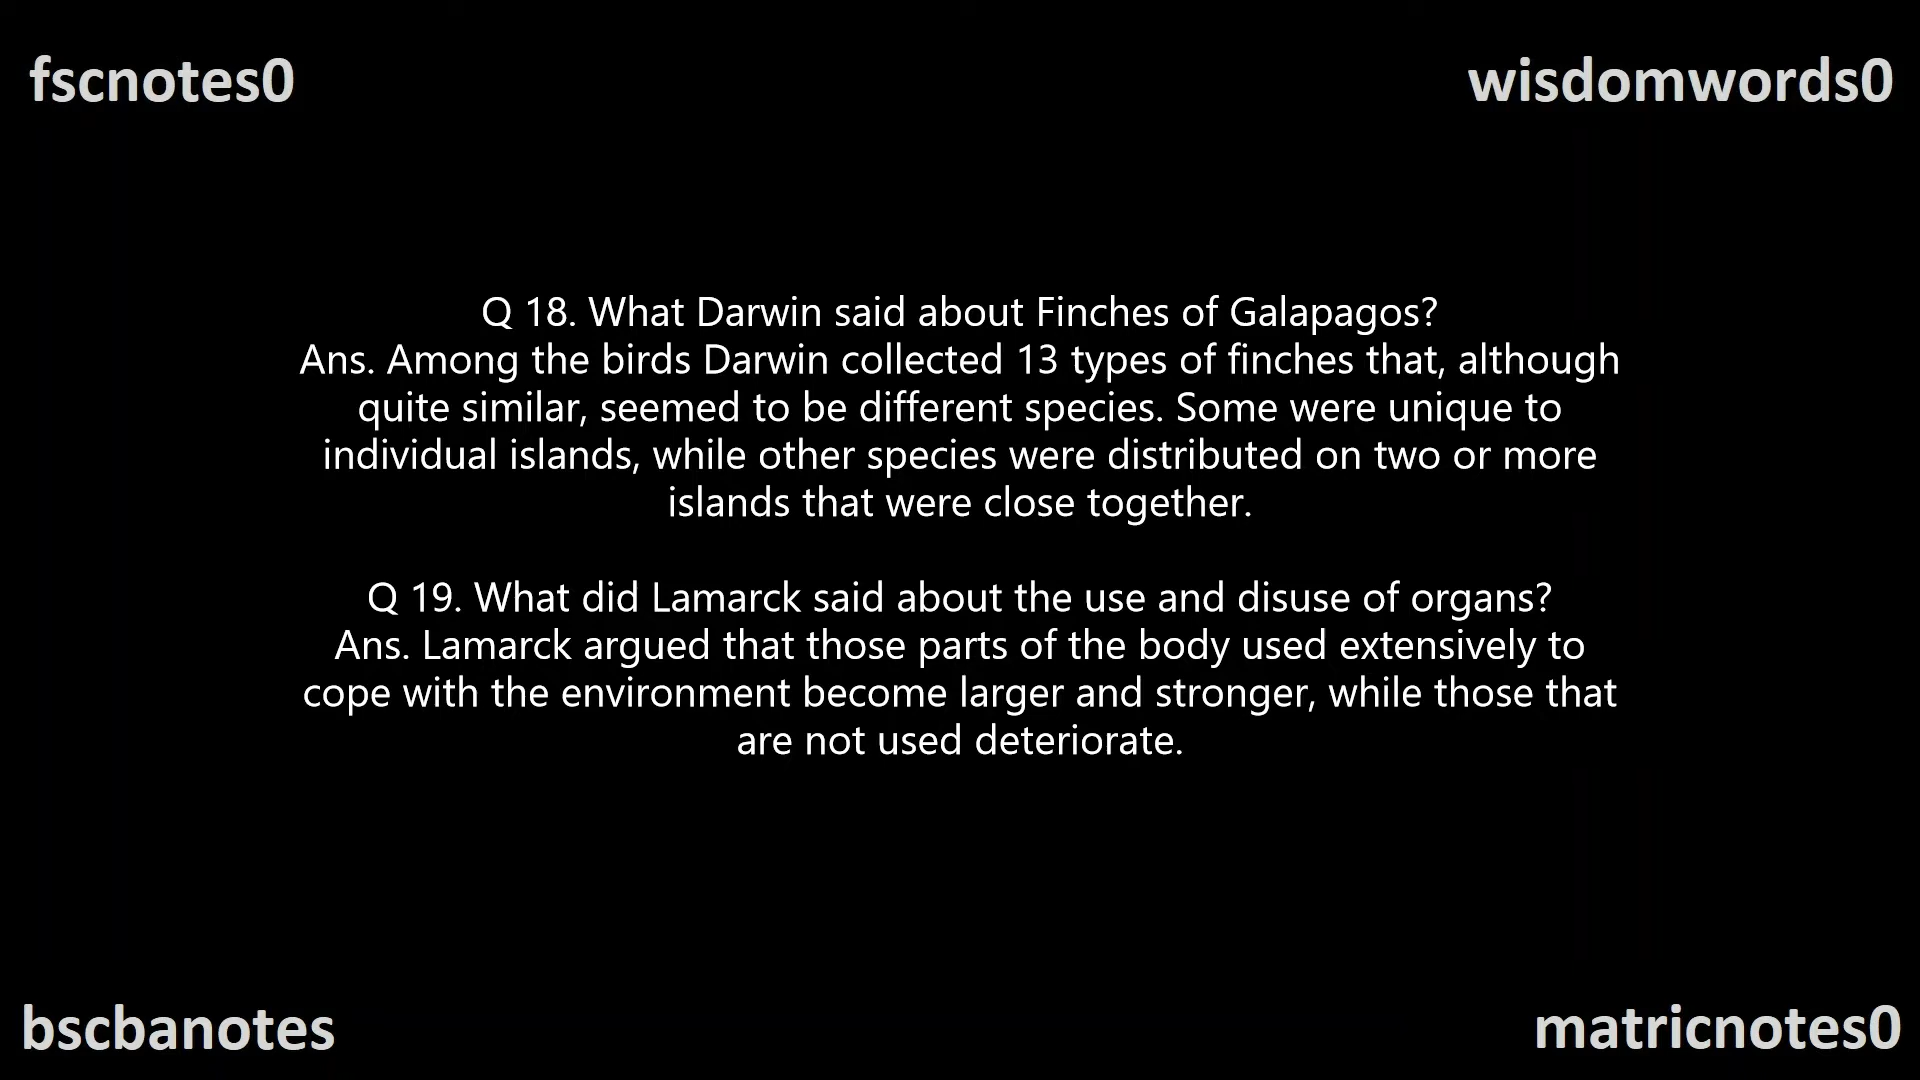 fscnotes0
wisdomwords0
Q 18. What Darwin said about Finches of Galapagos?
Ans. Among the birds Darwin collected 13 types of finches that, although
quite similar, seemed to be different species. Some were unique to
individual islands, while other species were distributed on two or more
islands that were close together.
Q 19. What did Lamarck said about the use and disuse of organs?
Ans. Lamarck argued that those parts of the body used extensively to
cope with the environment become larger and stronger, while those that
are not used deteriorate.
bscbanotes
matricnotes0